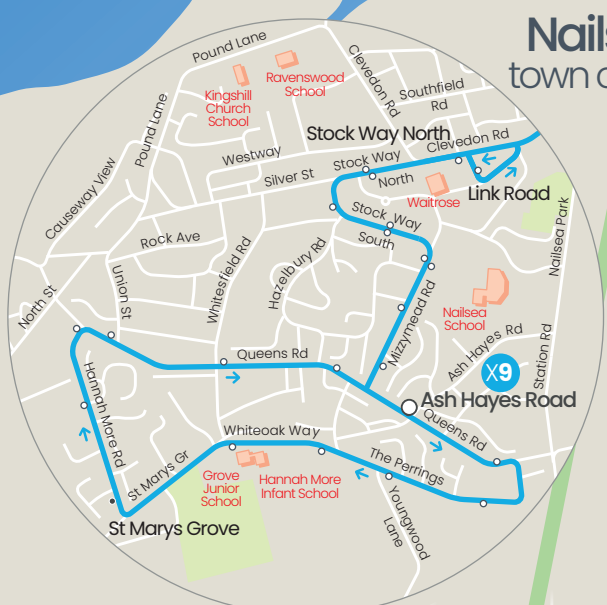 Nails
town c
Pound Lane
Clevedon Rd
Ravenswood
School
Kingshill
Church
School
Southfield
Rd
Pound Lane
Stock Way North
Clevedon Rd
Westway
Stock Way
North
Silver St
Causeway View
Waitrose
Link Road
Stock Way
South
Nailsea Park
Rock Ave
Hazelbury Rd
Whitesfield Rd
Union St
North St
Mizzymead Rd
Nailsea
School
Ash Hayes Rd
Station Rd
Queens Rd
X9
Ash Hayes Road
Hannah More Rd
Whiteoak Way
Queens Rd
St Marys Gr
Grove
Junior
School
Hannah More
Infant School
The Perrings
Youngwood
Lane
St Marys Grove